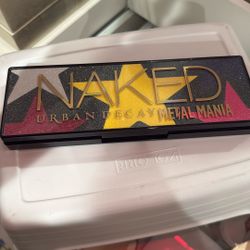 NAKED
URBAN DECAY METAL MANIA